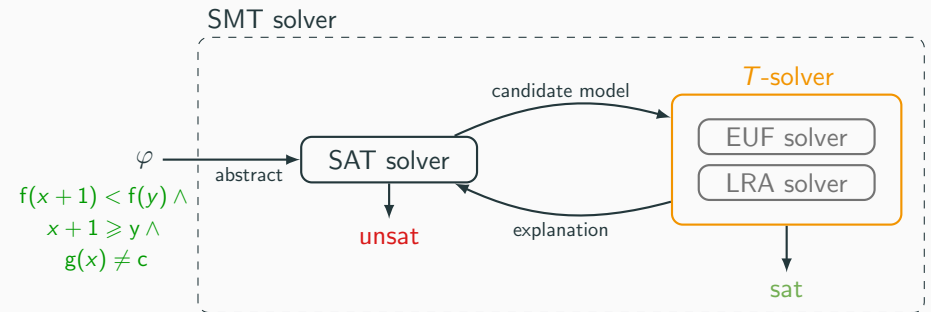 SMT solver
T-solver
candidate model
EUF solver
φ
SAT solver
abstract
LRA solver
f(x + 1) < f(y) ∧
x + 1 ⩾ y ∧
g(x) ≠ c
unsat
explanation
sat